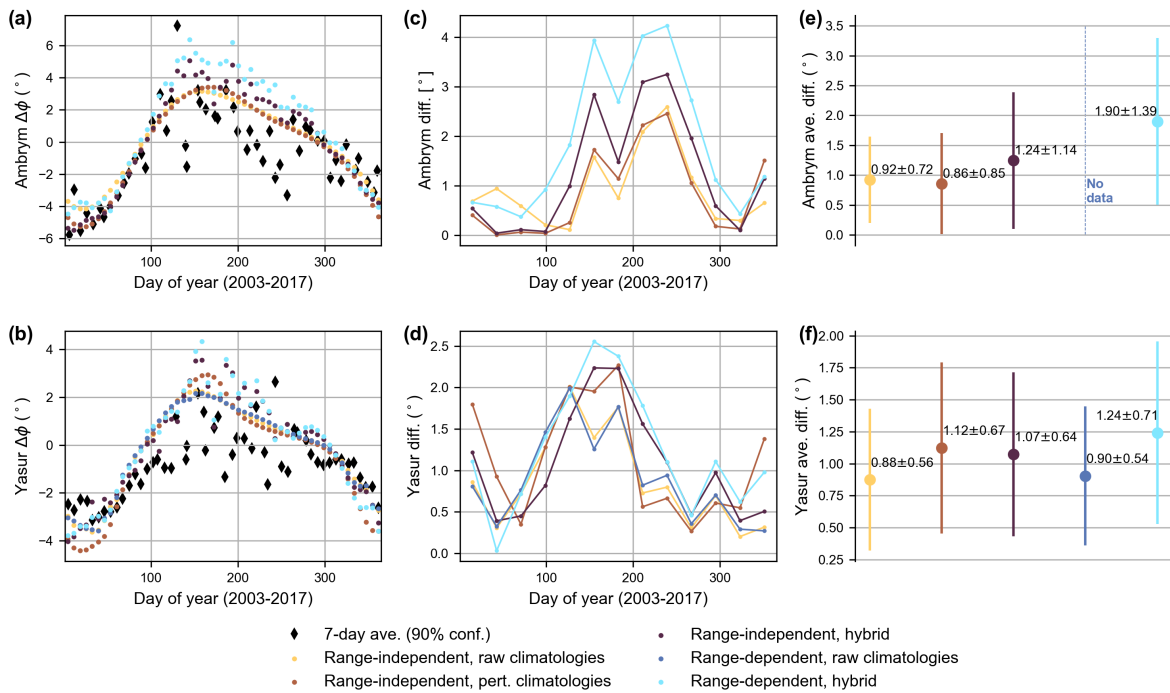 (a)
Ambrym Δϕ (°)
6
4
2
0
−2
−4
−6
100
200
300
Day of year (2003-2017)
(c)
Ambrym diff. [°]
4
3
2
1
0
100
200
300
Day of year (2003-2017)
(e)
Ambrym ave. diff. (°)
3.5
3.0
2.5
2.0
1.5
1.0
0.5
0.0
0.92±0.72
0.86±0.85
1.24±1.14
No
data
1.90±1.39
(b)
Yasur Δϕ (°)
4
2
0
−2
−4
100
200
300
Day of year (2003-2017)
(d)
Yasur diff. (°)
2.5
2.0
1.5
1.0
0.5
0.0
100
200
300
Day of year (2003-2017)
(f)
Yasur ave. diff. (°)
2.00
1.75
1.50
1.25
1.00
0.75
0.50
0.25
0.88±0.56
1.12±0.67
1.07±0.64
0.90±0.54
1.24±0.71
7-day ave. (90% conf.)
Range-independent, raw climatologies
Range-independent, pert. climatologies
Range-independent, hybrid
Range-dependent, raw climatologies
Range-dependent, hybrid